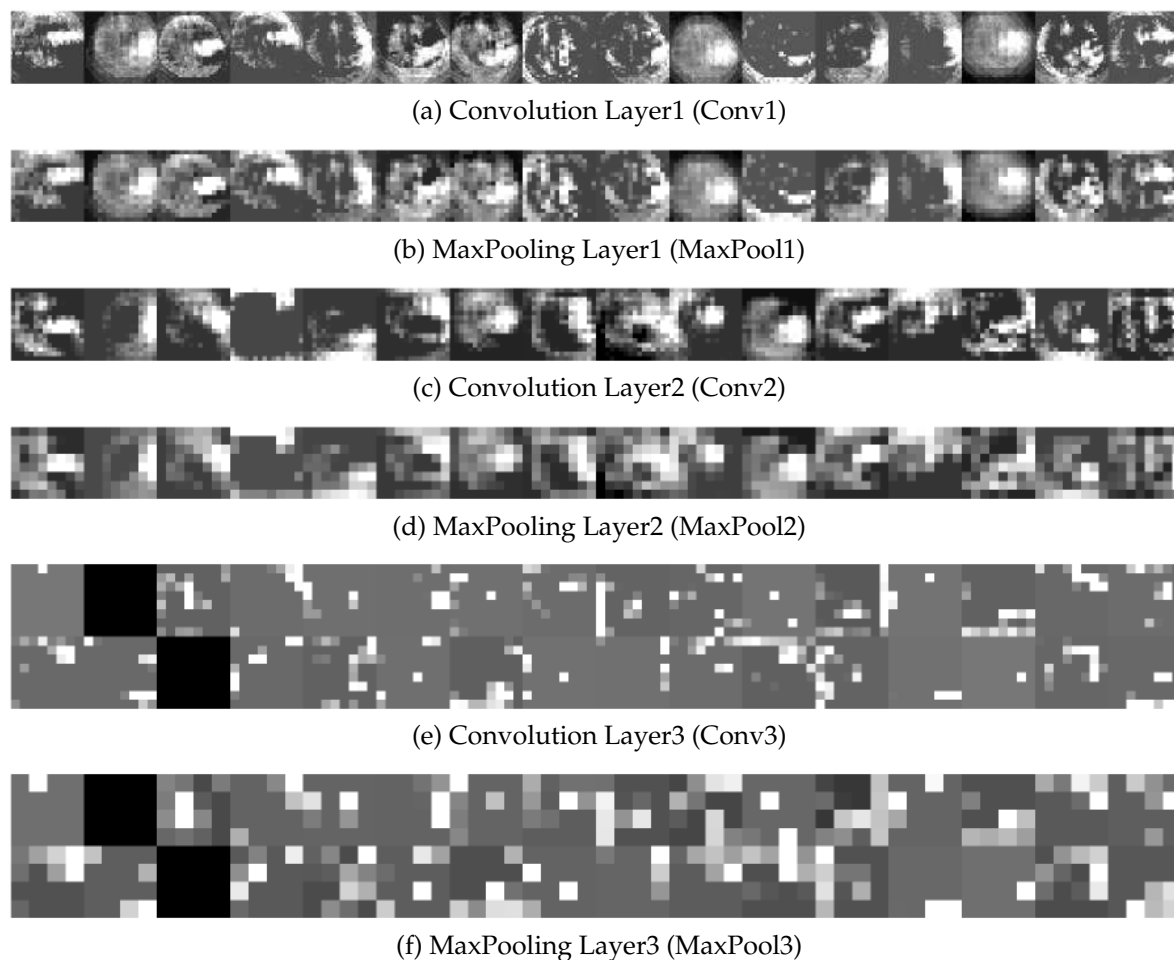 (a) Convolution Layer1 (Conv1)
(b) MaxPooling Layer1 (MaxPool1)
(c) Convolution Layer2 (Conv2)
(d) MaxPooling Layer2 (MaxPool2)
(e) Convolution Layer3 (Conv3)
(f) MaxPooling Layer3 (MaxPool3)